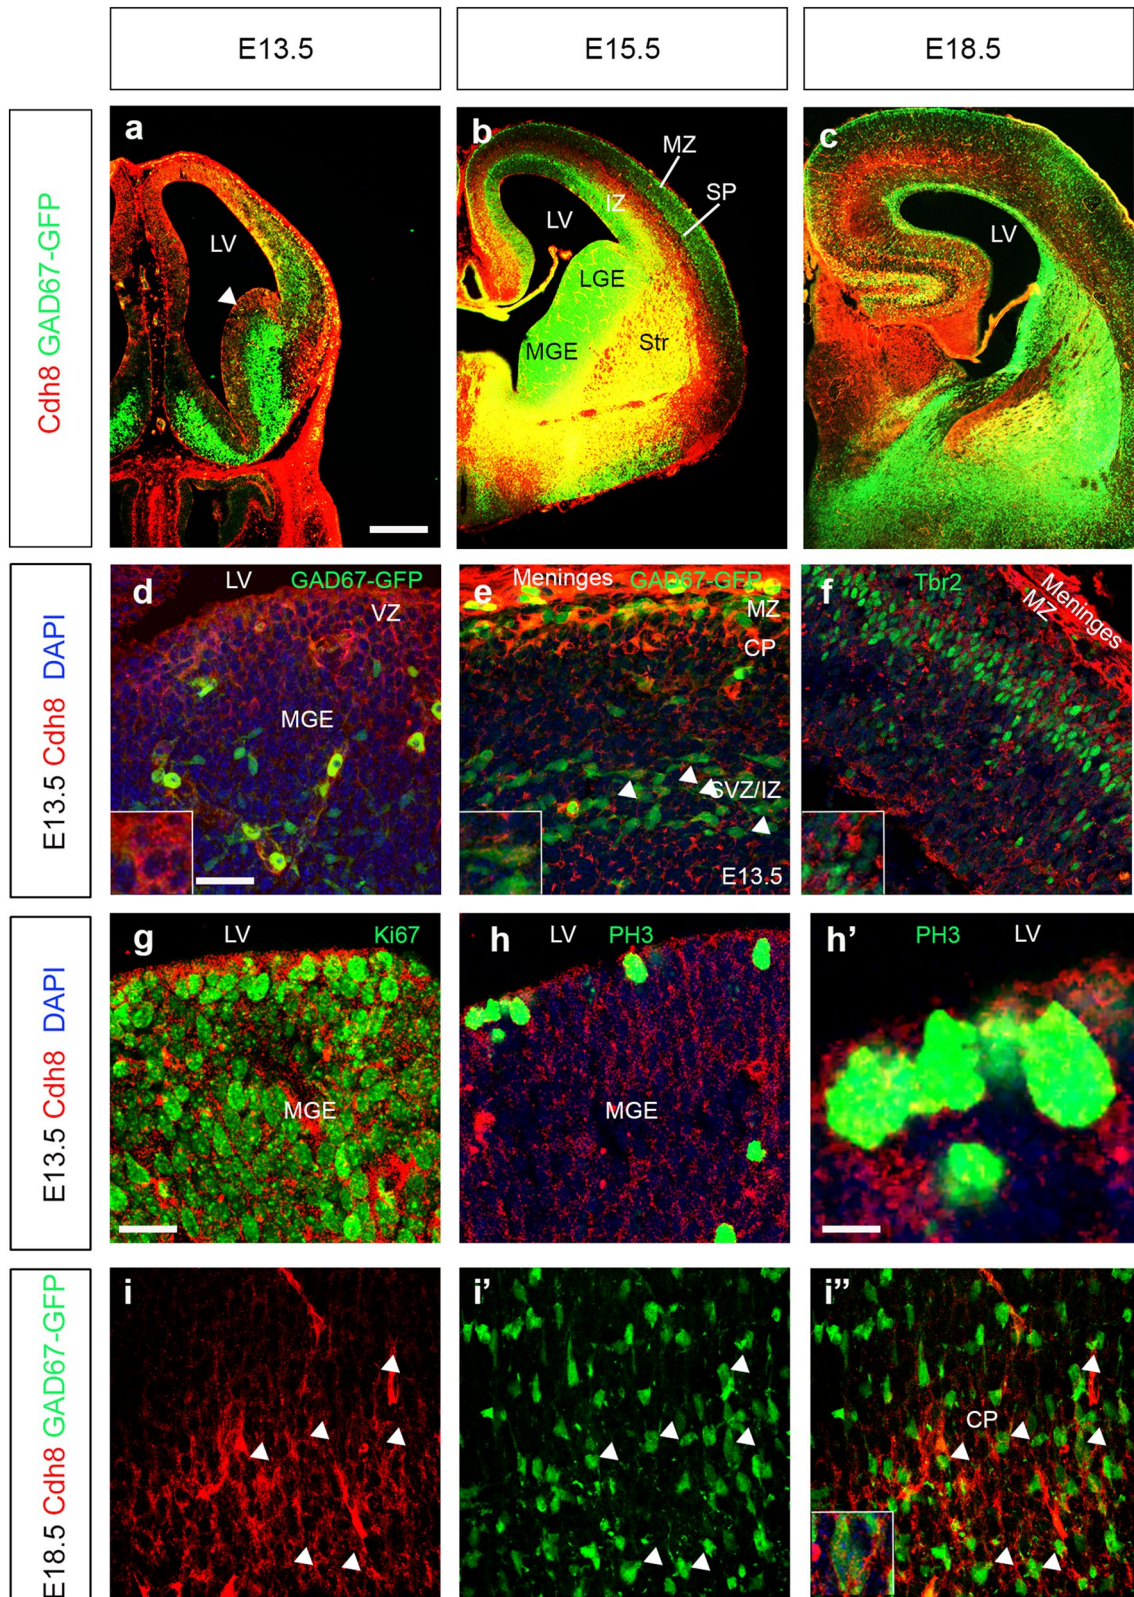 E13.5
E15.5
E18.5
Cdh8 GAD67-GFP
a
LV
b
MZ
SP
IZ
LV
LGE
MGE
Str
c
LV
E13.5 Cdh8 DAPI
d
LV
GAD67-GFP
VZ
MGE
e
Meninges
GAD67-GFP
MZ
CP
SVZ/IZ
E13.5
f
Tbr2
Meninges
MZ
E13.5 Cdh8 DAPI
g
LV
Ki67
MGE
h
LV
PH3
MGE
h’
PH3
LV
E18.5 Cdh8 GAD67-GFP
i
i’
i’’
CP